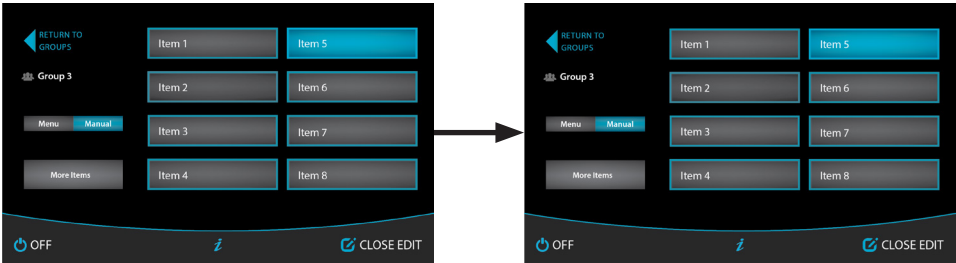 RETURN TO
GROUPS
Group 3
Menu Manual
More Items
Item 1 Item 5
Item 2 Item 6
Item 3 Item 7
Item 4 Item 8
OFF i CLOSE EDIT
RETURN TO
GROUPS
Group 3
Menu Manual
More Items
Item 1 Item 5
Item 2 Item 6
Item 3 Item 7
Item 4 Item 8
OFF i CLOSE EDIT